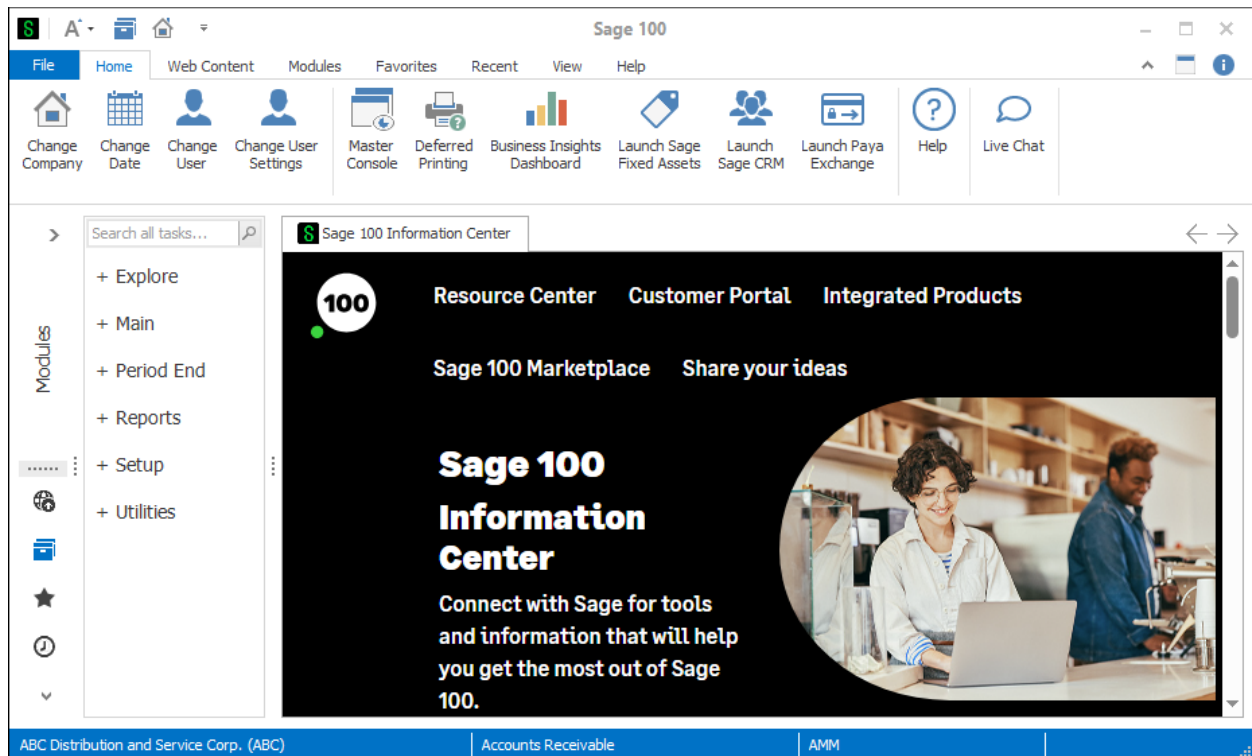 Sage 100
File Home Web Content Modules Favorites Recent View Help
Change Company
Change Date
Change User
Change User Settings
Master Console
Deferred Printing
Business Insights Dashboard
Launch Sage Fixed Assets
Launch Sage CRM
Launch Paya Exchange
Help
Live Chat
Modules
Search all tasks...
+ Explore
+ Main
+ Period End
+ Reports
+ Setup
+ Utilities
Sage 100 Information Center
100
Resource Center Customer Portal Integrated Products
Sage 100 Marketplace Share your ideas
Sage 100
Information
Center
Connect with Sage for tools
and information that will help
you get the most out of Sage
100.
ABC Distribution and Service Corp. (ABC) Accounts Receivable AMM